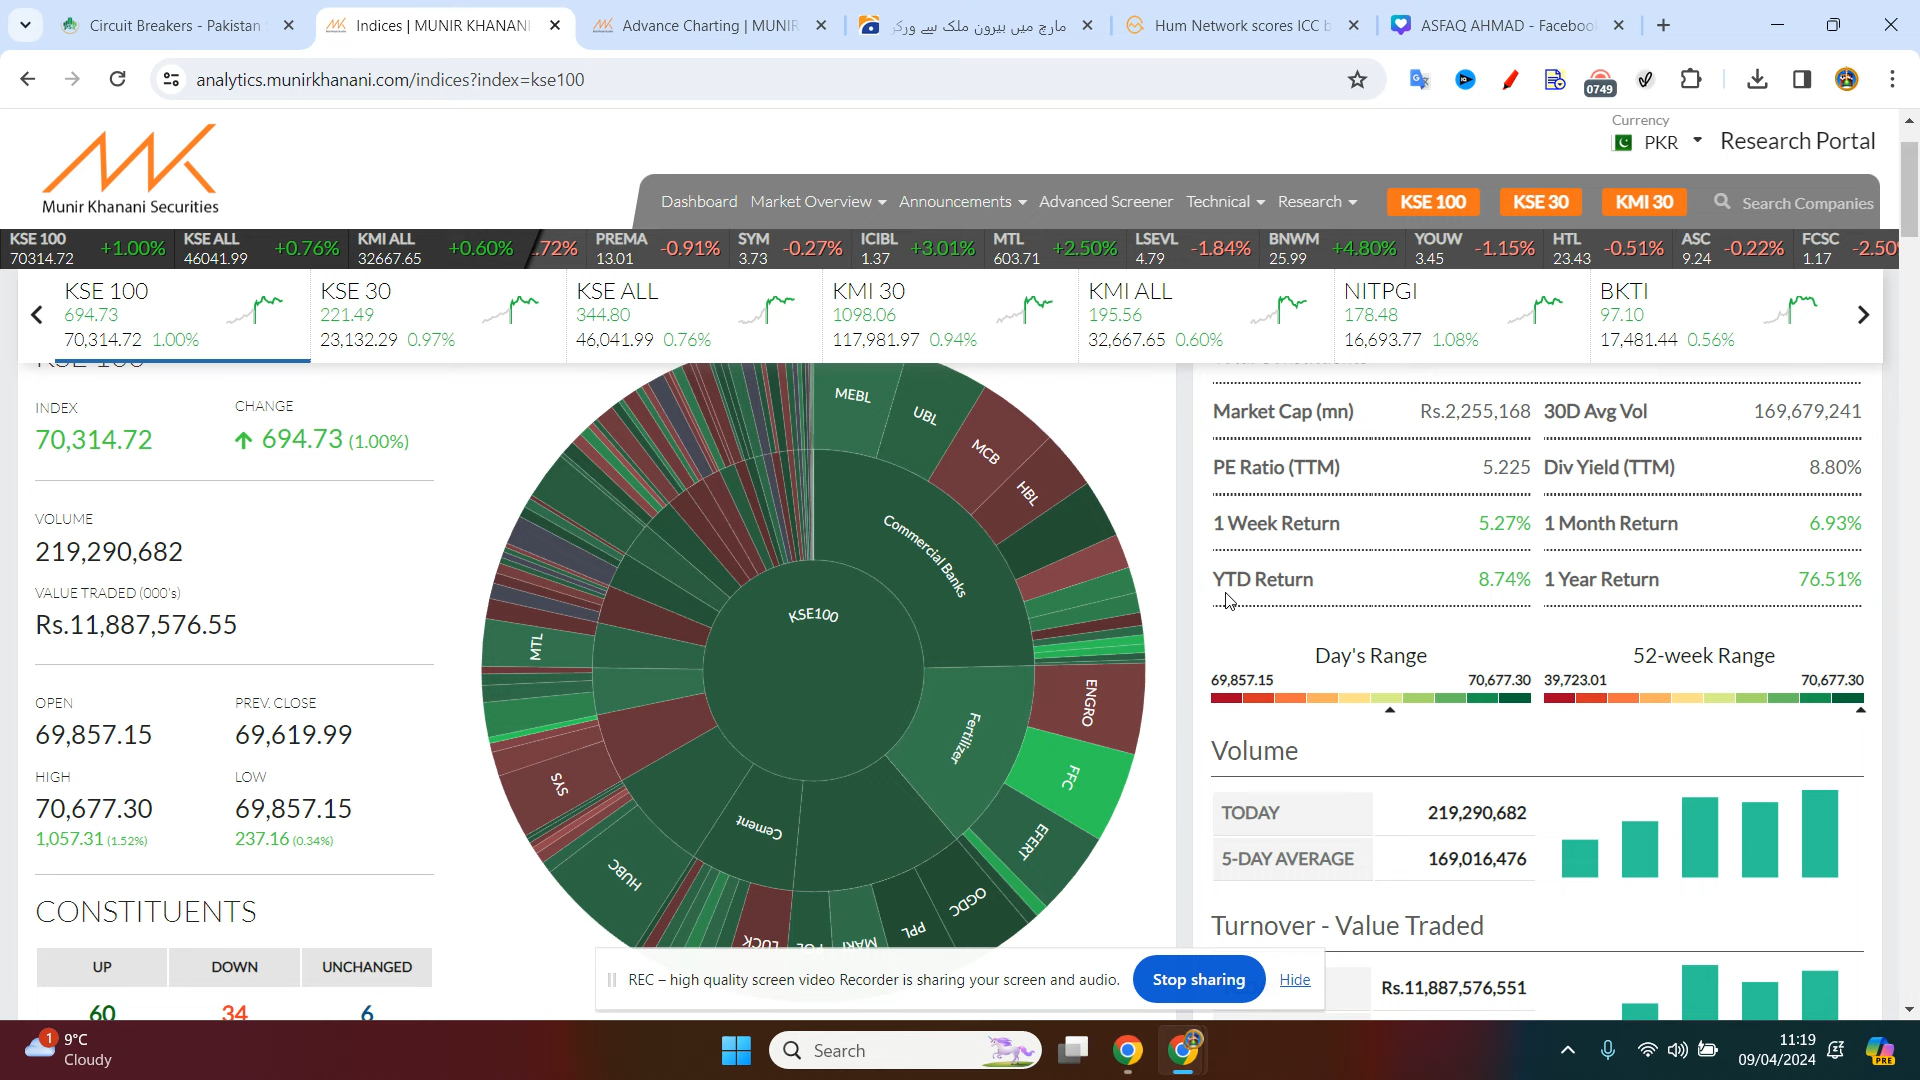 Circuit Breakers - Pakistan
Indices | MUNIR KHANANI
Advance Charting | MUNIR
مارچ میں بیرون ملک سے ورکر
Hum Network scores ICC b
ASFAQ AHMAD - Facebook
analytics.munirkhanani.com/indices?index=kse100
0749
Munir Khanani Securities
Currency
PKR
Research Portal
Dashboard Market Overview Announcements Advanced Screener Technical Research KSE 100 KSE 30 KMI 30 Search Companies
KSE 100 70314.72 +1.00%
KSE ALL 46041.99 +0.76%
KMI ALL 32667.65 +0.60%
.72%
PREMA 13.01 -0.91%
SYM 3.73 -0.27%
ICIBL 1.37 +3.01%
MTL 603.71 +2.50%
LSEVL 4.79 -1.84%
BNWM 25.99 +4.80%
YOUW 3.45 -1.15%
HTL 23.43 -0.51%
ASC 9.24 -0.22%
FCSC 1.17 -2.50
KSE 100
694.73
70,314.72 1.00%
KSE 30
221.49
23,132.29 0.97%
KSE ALL
344.80
46,041.99 0.76%
KMI 30
1098.06
117,981.97 0.94%
KMI ALL
195.56
32,667.65 0.60%
NITPGI
178.48
16,693.77 1.08%
BKTI
97.10
17,481.44 0.56%
INDEX
70,314.72
CHANGE
694.73 (1.00%)
VOLUME
219,290,682
VALUE TRADED (000's)
Rs.11,887,576.55
OPEN
69,857.15
PREV. CLOSE
69,619.99
HIGH
70,677.30
1,057.31 (1.52%)
LOW
69,857.15
237.16 (0.34%)
CONSTITUENTS
UP DOWN UNCHANGED
60 34 6
KSE100
Commercial Banks
Fertilizer
Cement
MEBL
UBL
MCB
HBL
ENGRO
FFC
EFERT
OGDC
PPL
MARI
POL
LUCK
HUBC
SYS
MTL
Market Cap (mn) Rs.2,255,168 30D Avg Vol 169,679,241
PE Ratio (TTM) 5.225 Div Yield (TTM) 8.80%
1 Week Return 5.27% 1 Month Return 6.93%
YTD Return 8.74% 1 Year Return 76.51%
Day's Range
69,857.15 70,677.30
52-week Range
39,723.01 70,677.30
Volume
TODAY 219,290,682
5-DAY AVERAGE 169,016,476
Turnover - Value Traded
Rs.11,887,576,551
REC – high quality screen video Recorder is sharing your screen and audio. Stop sharing Hide
1
9°C
Cloudy
Search
11:19
09/04/2024
PRE